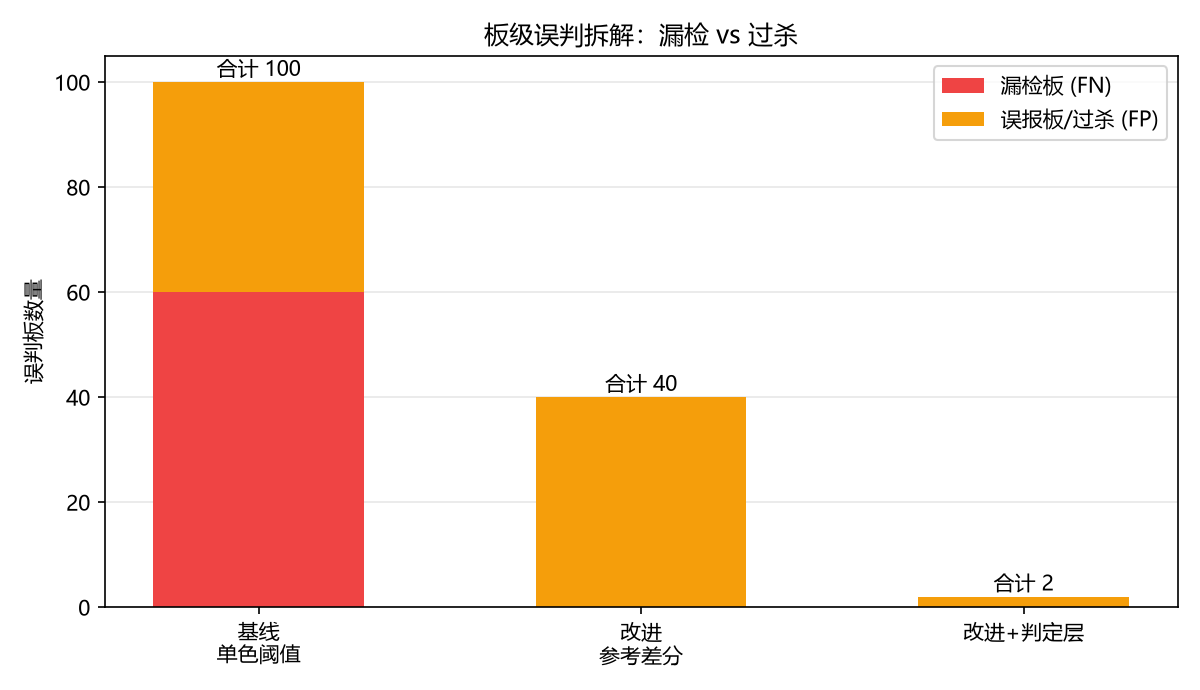 板级误判拆解：漏检 vs 过杀
合计 100
漏检板 (FN)
误报板/过杀 (FP)
100
80
60
40
20
0
误判板数量
合计 40
合计 2
基线
单色阈值
改进
参考差分
改进+判定层